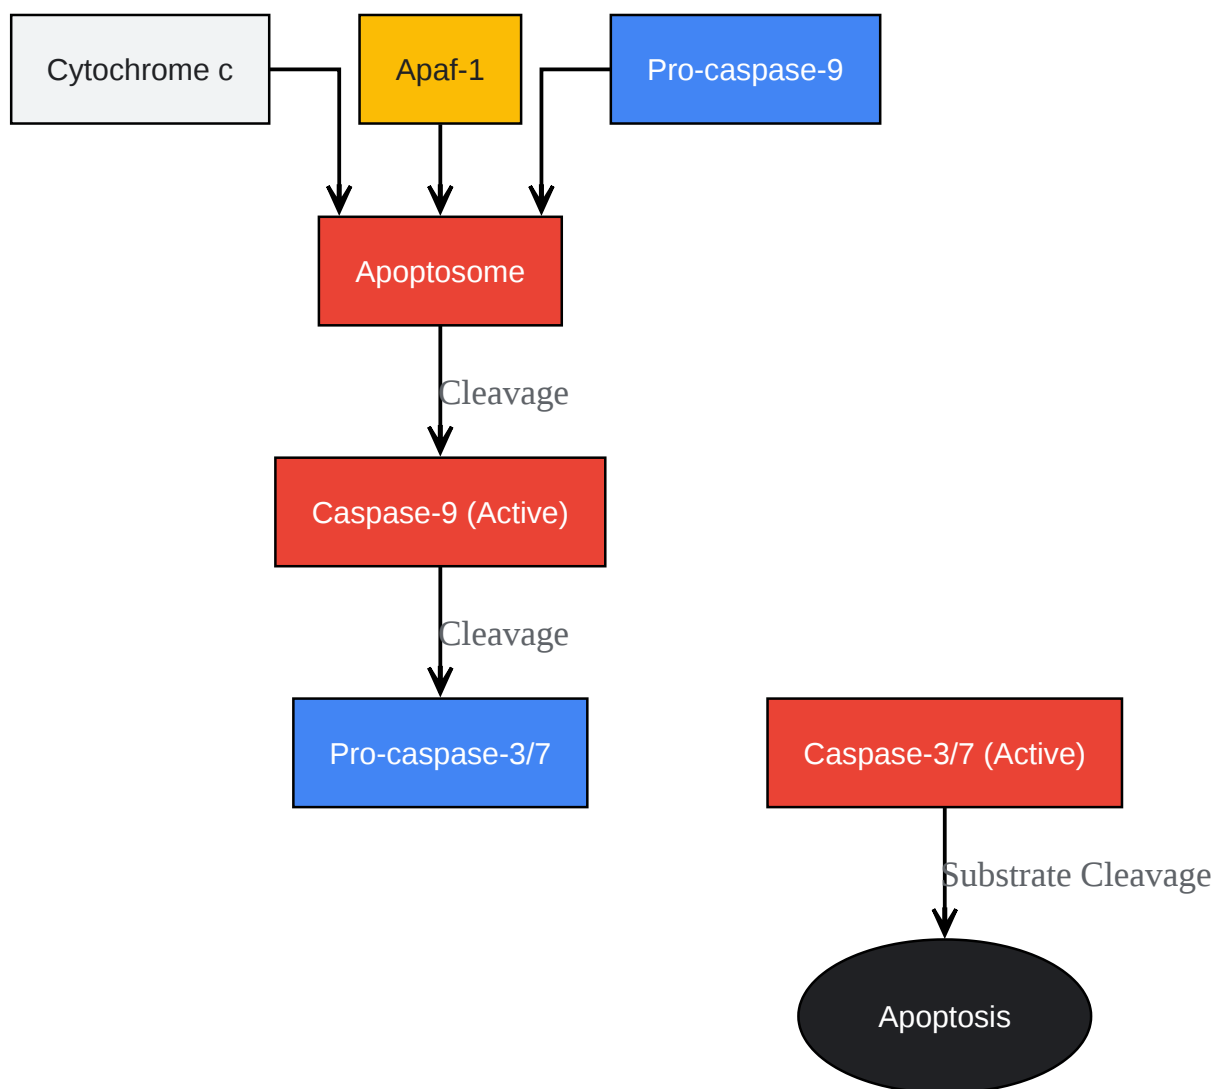 Cytochrome c
Apaf-1
Pro-caspase-9
Apoptosome
Cleavage
Caspase-9 (Active)
Cleavage
Pro-caspase-3/7
Caspase-3/7 (Active)
Substrate Cleavage
Apoptosis